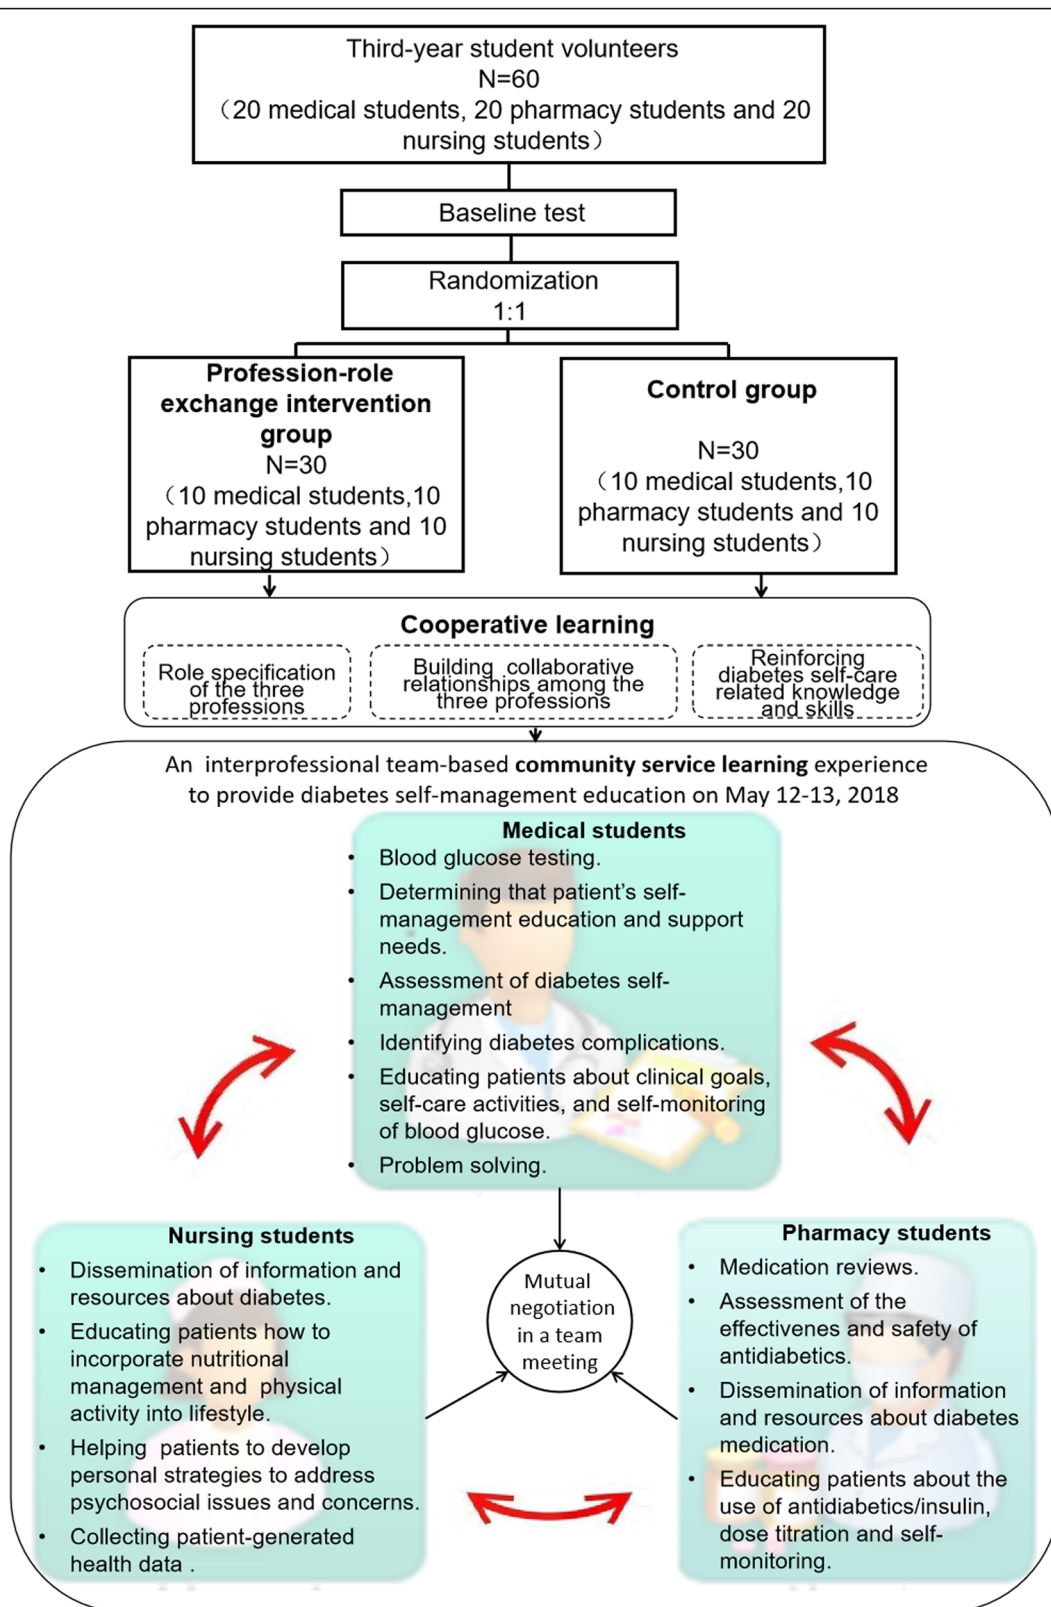 Third-year student volunteers
N=60
（20 medical students, 20 pharmacy students and 20
nursing students）
Baseline test
Randomization
1:1
Profession-role
exchange intervention
group
N=30
（10 medical students,10
pharmacy students and 10
nursing students）
Control group
N=30
（10 medical students,10
pharmacy students and 10
nursing students）
Cooperative learning
Role specification
of the three
professions
Building collaborative
relationships among the
three professions
Reinforcing
diabetes self-care
related knowledge
and skills
An interprofessional team-based community service learning experience
to provide diabetes self-management education on May 12-13, 2018
Medical students
• Blood glucose testing.
• Determining that patient's self-
management education and support
needs.
• Assessment of diabetes self-
management
• Identifying diabetes complications.
• Educating patients about clinical goals,
self-care activities, and self-monitoring
of blood glucose.
• Problem solving.
Nursing students
• Dissemination of information and
resources about diabetes.
• Educating patients how to
incorporate nutritional
management and physical
activity into lifestyle.
• Helping patients to develop
personal strategies to address
psychosocial issues and concerns.
• Collecting patient-generated
health data .
Mutual
negotiation
in a team
meeting
Pharmacy students
• Medication reviews.
• Assessment of the
effectivenes and safety of
antidiabetics.
• Dissemination of information
and resources about diabetes
medication.
• Educating patients about the
use of antidiabetics/insulin,
dose titration and self-
monitoring.